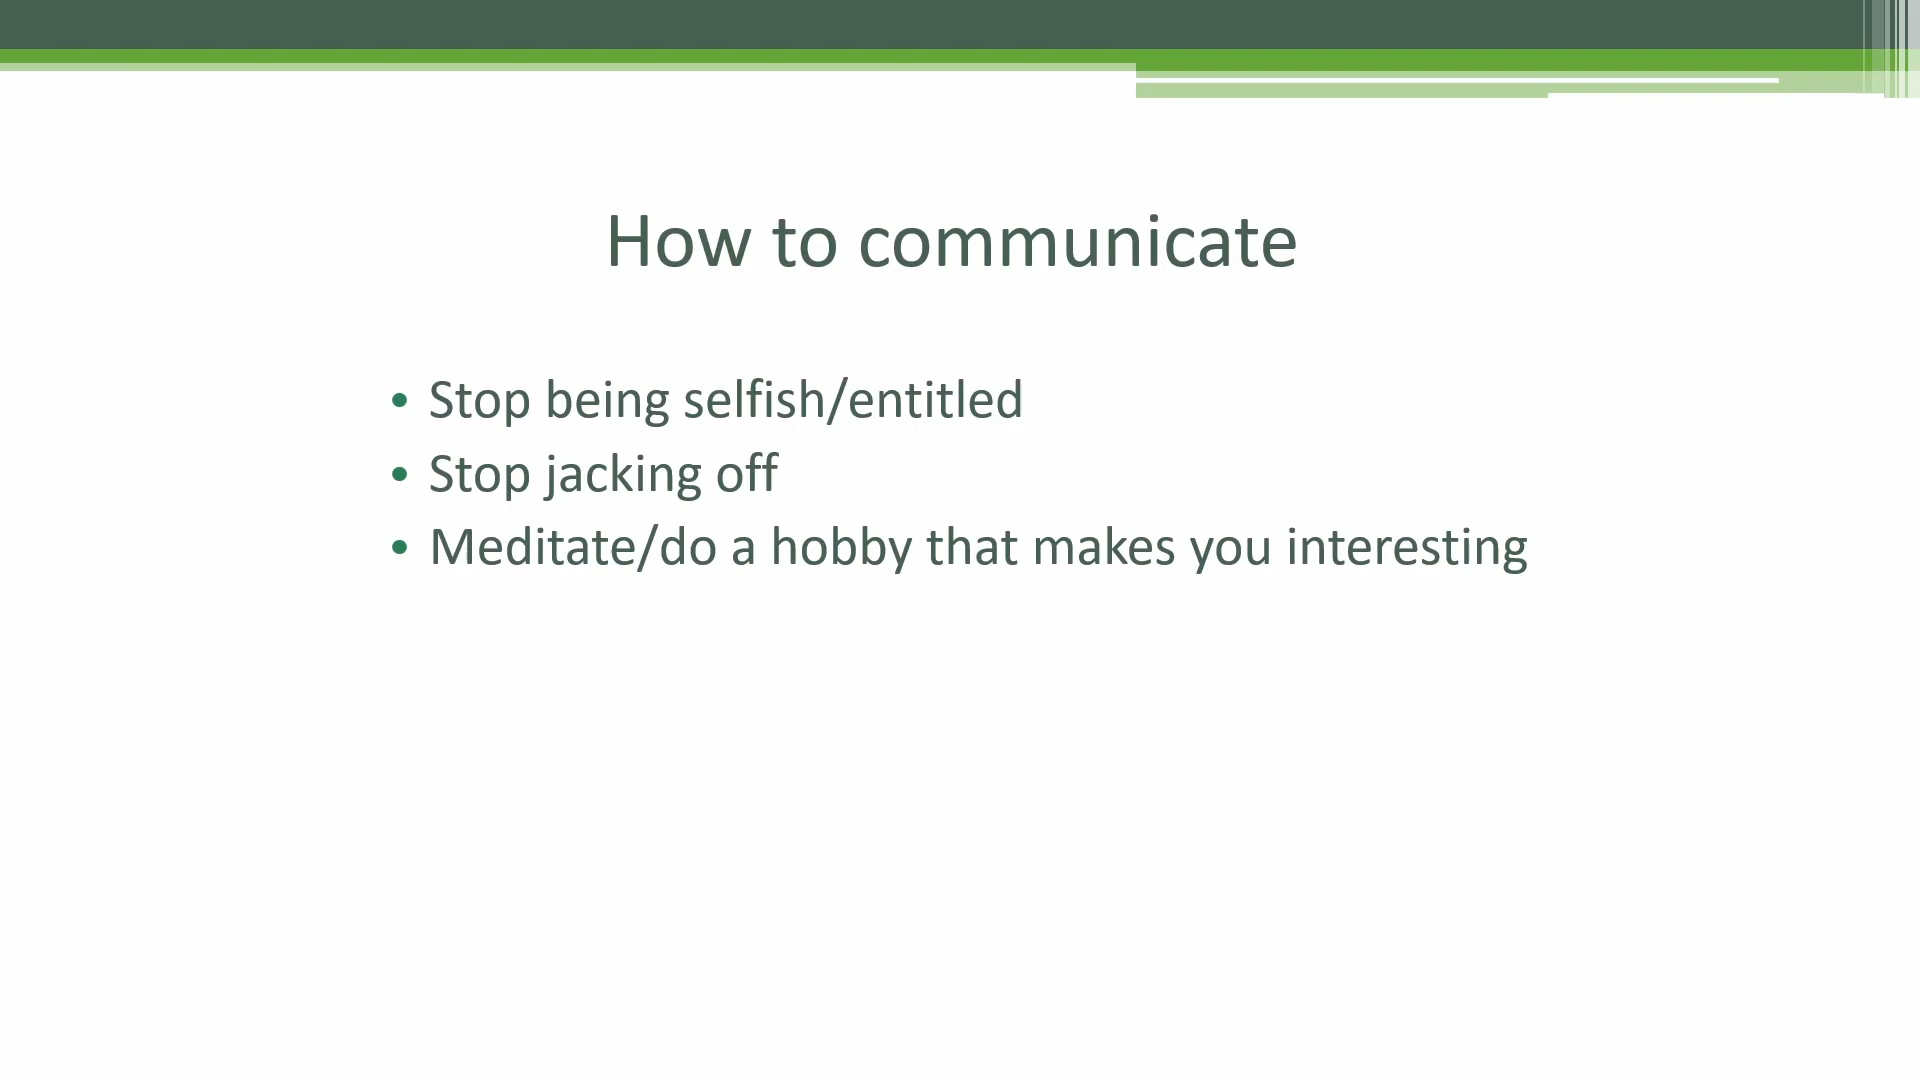 How to communicate
• Stop being selfish/entitled
• Stop jacking off
• Meditate/do a hobby that makes you interesting